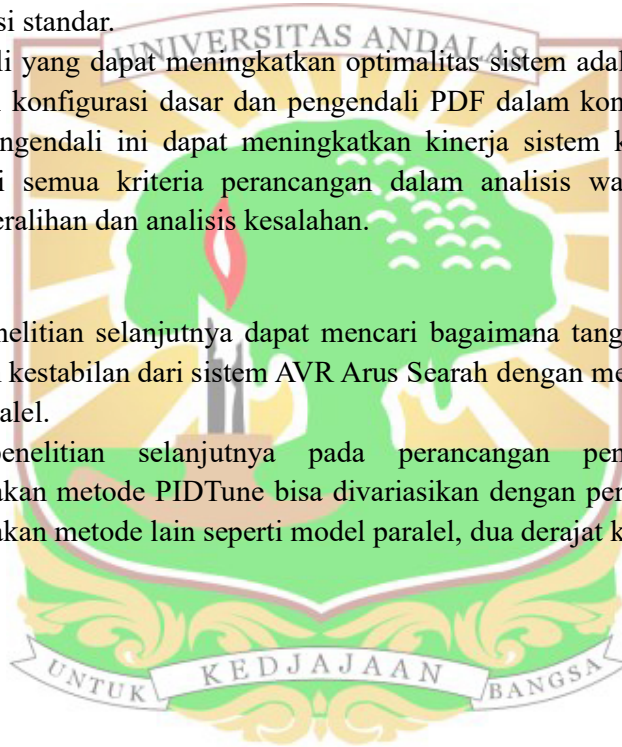 si standar.
UNIVERSITAS ANDALAS
li yang dapat meningkatkan optimalitas sistem adal
konfigurasi dasar dan pengendali PDF dalam kon
ngendali ini dapat meningkatkan kinerja sistem k
i semua kriteria perancangan dalam analisis wa
eralihan dan analisis kesalahan.
nelitian selanjutnya dapat mencari bagaimana tang
kestabilan dari sistem AVR Arus Searah dengan me
alel.
penelitian selanjutnya pada perancangan pen
akan metode PIDTune bisa divariasikan dengan per
akan metode lain seperti model paralel, dua derajat k
UNTUK KEDJAJAAN BANGSA